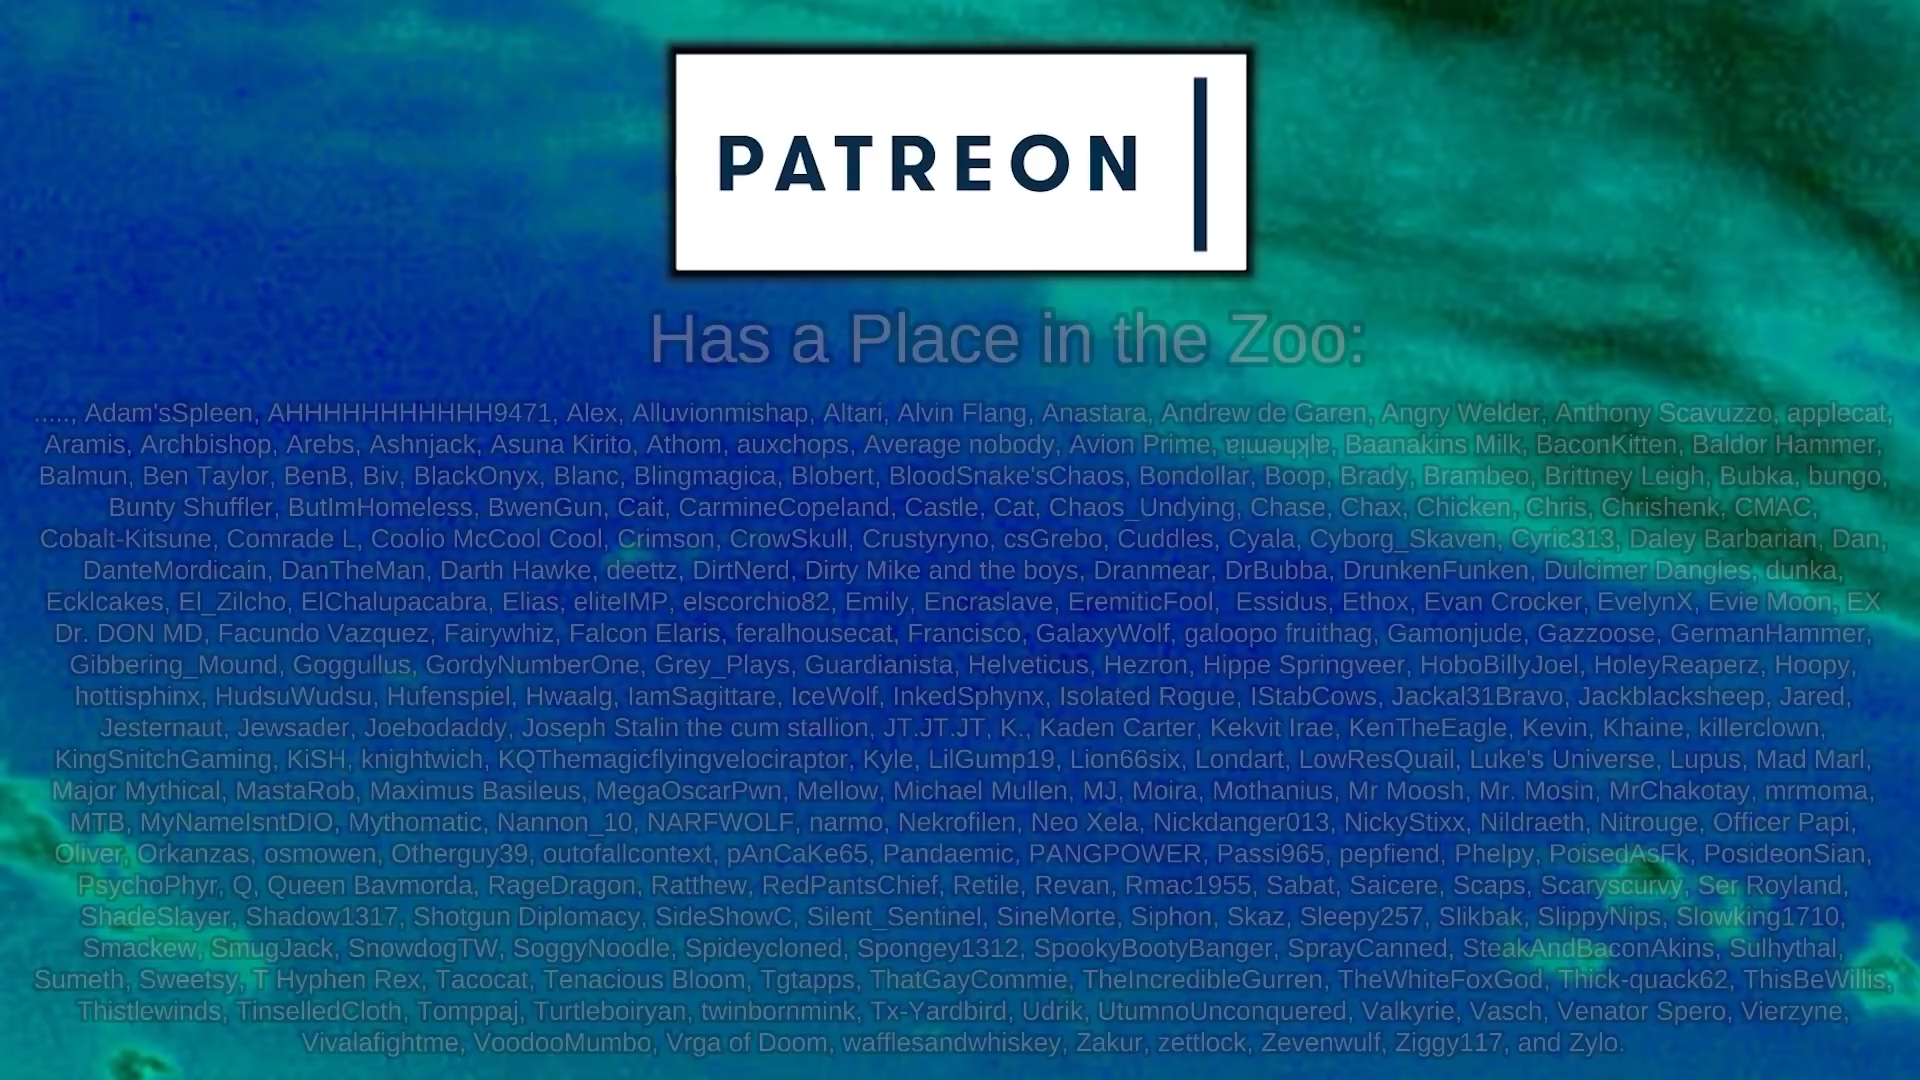 PATREON
Has a Place in the Zoo:
....., Adam'sSpleen, AHHHHHHHHHHH9471, Alex, Alluvionmishap, Altari, Alvin Flang, Anastara, Andrew de Garen, Angry Welder, Anthony Scavuzzo, applecat,
Aramis, Archbishop, Arebs, Ashnjack, Asuna Kirito, Athom, auxchops, Average nobody, Avion Prime, Baanakins Milk, BaconKitten, Baldor Hammer,
Balmun, Ben Taylor, BenB, Biv, BlackOnyx, Blanc, Blingmagica, Blobert, BloodSnake'sChaos, Bondollar, Boop, Brady, Brambeo, Brittney Leigh, Bubka, bungo,
Bunty Shuffler, ButImHomeless, BwenGun, Cait, CarmineCopeland, Castle, Cat, Chaos_Undying, Chase, Chax, Chicken, Chris, Chrishenk, CMAC,
Cobalt-Kitsune, Comrade L, Coolio McCool Cool, Crimson, CrowSkull, Crustyryno, csGrebo, Cuddles, Cyala, Cyborg_Skaven, Cyric313, Daley Barbarian, Dan,
DanteMordicain, DanTheMan, Darth Hawke, deettz, DirtNerd, Dirty Mike and the boys, Dranmear, DrBubba, DrunkenFunken, Dulcimer Dangles, dunka,
Ecklcakes, El_Zilcho, ElChalupacabra, Elias, eliteIMP, elscorchio82, Emily, Encraslave, EremiticFool, Essidus, Ethox, Evan Crocker, EvelynX, Evie Moon, EX
Dr. DON MD, Facundo Vazquez, Fairywhiz, Falcon Elaris, feralhousecat, Francisco, GalaxyWolf, galoopo fruithag, Gamonjude, Gazzoose, GermanHammer,
Gibbering_Mound, Goggullus, GordyNumberOne, Grey_Plays, Guardianista, Helveticus, Hezron, Hippe Springveer, HoboBillyJoel, HoleyReaperz, Hoopy,
hottisphinx, HudsuWudsu, Hufenspiel, Hwaalg, IamSagittare, IceWolf, InkedSphynx, Isolated Rogue, IStabCows, Jackal31Bravo, Jackblacksheep, Jared,
Jesternaut, Jewsader, Joebodaddy, Joseph Stalin the cum stallion, JT.JT.JT, K., Kaden Carter, Kekvit Irae, KenTheEagle, Kevin, Khaine, killerclown,
KingSnitchGaming, KiSH, knightwich, KQThemagicflyingvelociraptor, Kyle, LilGump19, Lion66six, Londart, LowResQuail, Luke's Universe, Lupus, Mad Marl,
Major Mythical, MastaRob, Maximus Basileus, MegaOscarPwn, Mellow, Michael Mullen, MJ, Moira, Mothanius, Mr Moosh, Mr. Mosin, MrChakotay, mrmoma,
MTB, MyNameIsntDIO, Mythomatic, Nannon_10, NARFWOLF, narmo, Nekrofilen, Neo Xela, Nickdanger013, NickyStixx, Nildraeth, Nitrouge, Officer Papi,
Oliver, Orkanzas, osmowen, Otherguy39, outofallcontext, pAnCaKe65, Pandaemic, PANGPOWER, Passi965, pepfiend, Phelpy, PoisedAsFk, PosideonSian,
PsychoPhyr, Q, Queen Bavmorda, RageDragon, Ratthew, RedPantsChief, Retile, Revan, Rmac1955, Sabat, Saicere, Scaps, Scaryscurvy, Ser Royland,
ShadeSlayer, Shadow1317, Shotgun Diplomacy, SideShowC, Silent_Sentinel, SineMorte, Siphon, Skaz, Sleepy257, Slikbak, SlippyNips, Slowking1710,
Smackew, SmugJack, SnowdogTW, SoggyNoodle, Spideycloned, Spongey1312, SpookyBootyBanger, SprayCanned, SteakAndBaconAkins, Sulhythal,
Sumeth, Sweetsy, T Hyphen Rex, Tacocat, Tenacious Bloom, Tgtapps, ThatGayCommie, TheIncredibleGurren, TheWhiteFoxGod, Thick-quack62, ThisBeWillis,
Thistlewinds, TinselledCloth, Tomppaj, Turtleboiryan, twinbornmink, Tx-Yardbird, Udrik, UtumnoUnconquered, Valkyrie, Vasch, Venator Spero, Vierzyne,
Vivalafightme, VoodooMumbo, Vrga of Doom, wafflesandwhiskey, Zakur, zettlock, Zevenwulf, Ziggy117, and Zylo.